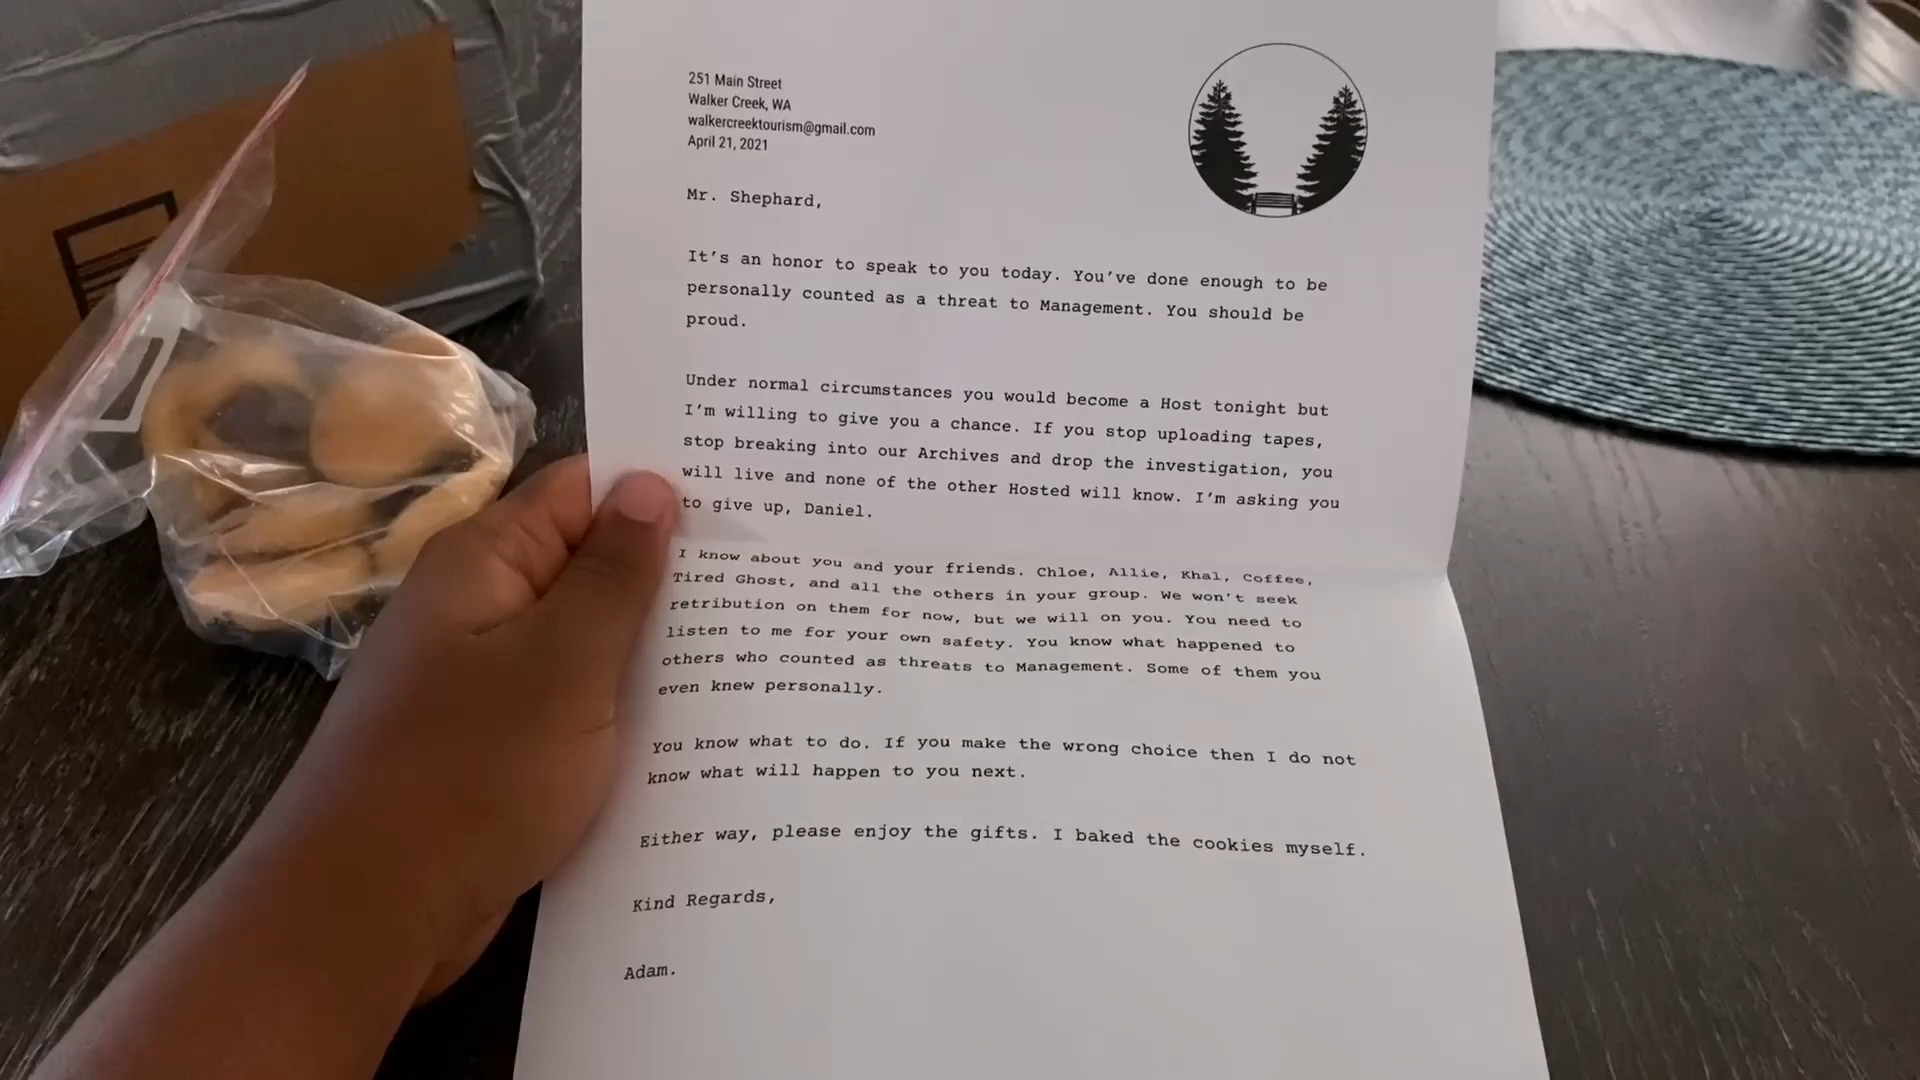 251 Main Street
Walker Creek, WA
walkercreektourism@gmail.com
April 21, 2021
Mr. Shephard,
It's an honor to speak to you today. You've done enough to be
personally counted as a threat to Management. You should be
proud.
Under normal circumstances you would become a Host tonight but
I'm willing to give you a chance. If you stop uploading tapes,
stop breaking into our Archives and drop the investigation, you
will live and none of the other Hosted will know. I'm asking you
to give up, Daniel.
I know about you and your friends. Chloe, Allie, Khal, Coffee,
Tired Ghost, and all the others in your group. We won't seek
retribution on them for now, but we will on you. You need to
listen to me for your own safety. You know what happened to
others who counted as threats to Management. Some of them you
even knew personally.
You know what to do. If you make the wrong choice then I do not
know what will happen to you next.
Either way, please enjoy the gifts. I baked the cookies myself.
Kind Regards,
Adam.